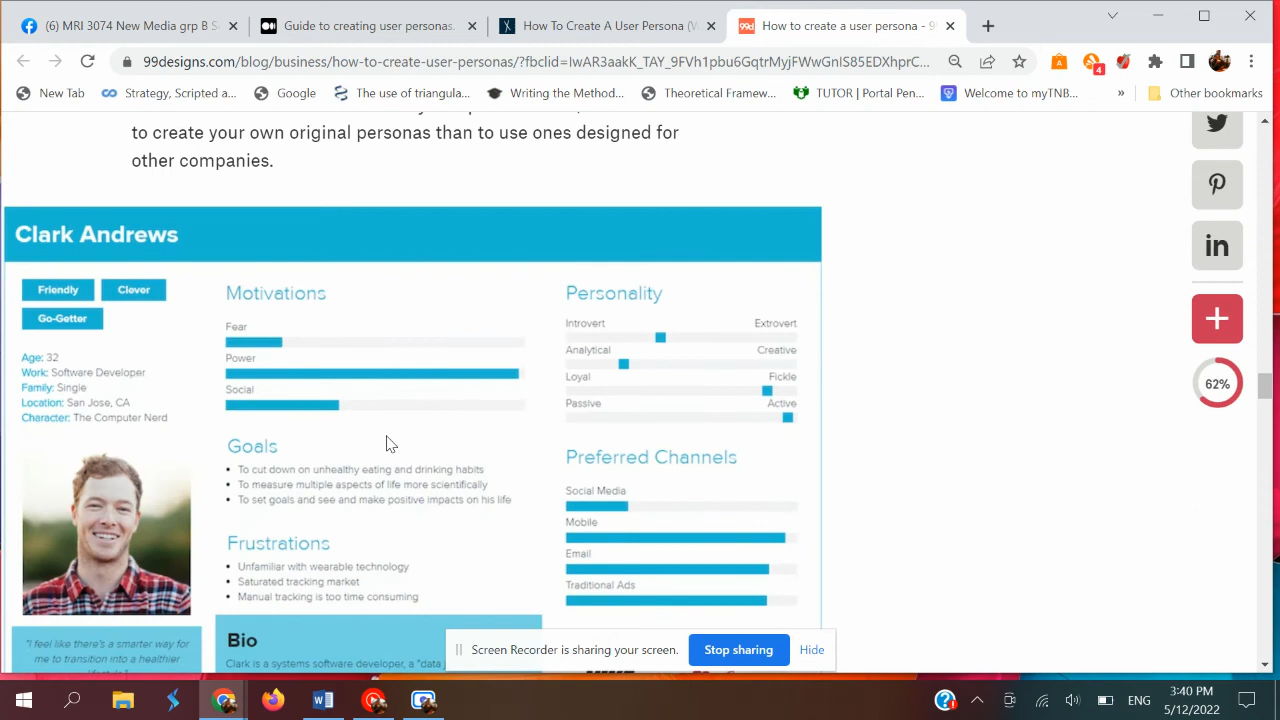 (6) MRI 3074 New Media grp B S
Guide to creating user personas.
How To Create A User Persona (V
How to create a user persona - 9
99designs.com/blog/business/how-to-create-user-personas/?fbclid=IwAR3aakK_TAY_9FVh1pbu6GqtrMyjFWwGnIS85EDXhprC...
4
New Tab
Strategy, Scripted a...
Google
The use of triangula...
Writing the Method...
Theoretical Framew...
TUTOR | Portal Pen...
Welcome to myTNB...
»
Other bookmarks
to create your own original personas than to use ones designed for
other companies.
Clark Andrews
Friendly
Clever
Go-Getter
Age: 32
Work: Software Developer
Family: Single
Location: San Jose, CA
Character: The Computer Nerd
"I feel like there's a smarter way for
me to transition into a healthier
lifestyle"
Motivations
Fear
Power
Social
Goals
• To cut down on unhealthy eating and drinking habits
• To measure multiple aspects of life more scientifically
• To set goals and see and make positive impacts on his life
Frustrations
• Unfamiliar with wearable technology
• Saturated tracking market
• Manual tracking is too time consuming
Bio
Clark is a systems software developer, a "data j
Personality
Introvert Extrovert
Analytical Creative
Loyal Fickle
Passive Active
Preferred Channels
Social Media
Mobile
Email
Traditional Ads
in
62%
Screen Recorder is sharing your screen.
Stop sharing
Hide
ENG
3:40 PM
5/12/2022